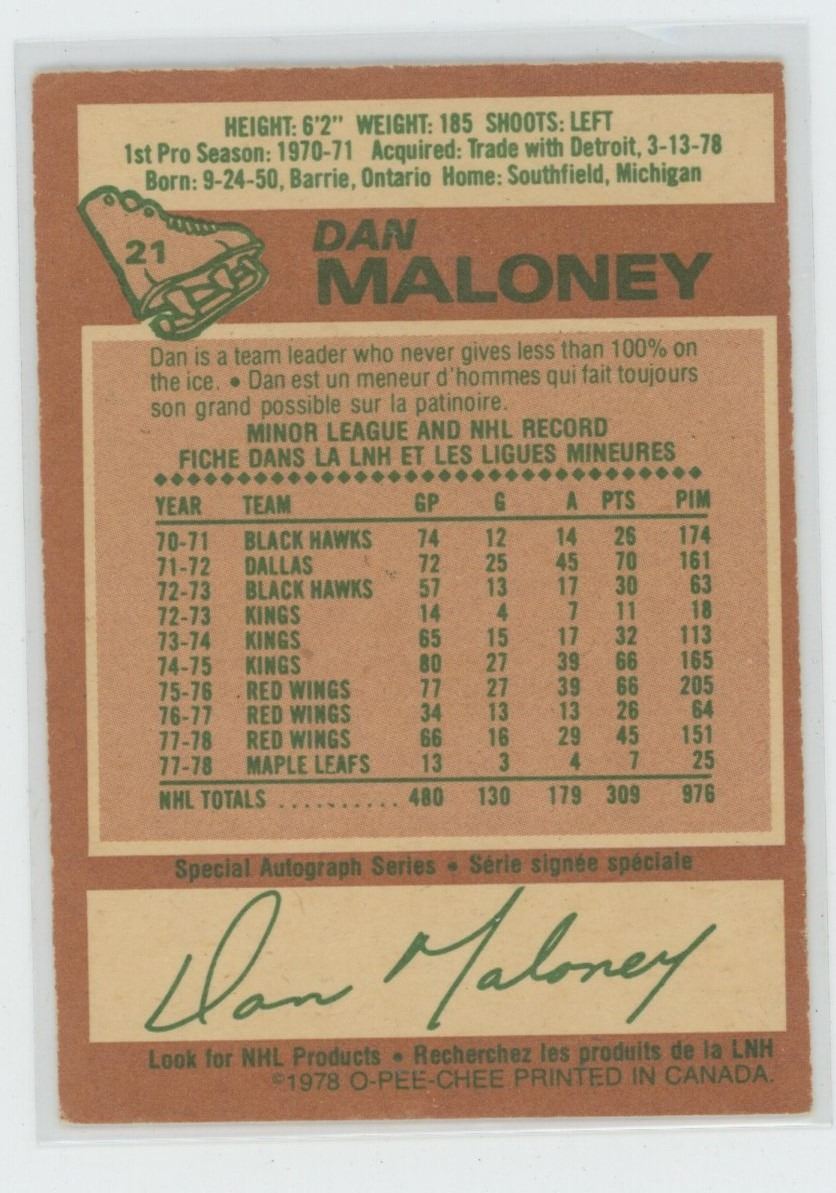 HEIGHT: 6'2" WEIGHT: 185 SHOOTS: LEFT
1st Pro Season: 1970-71 Acquired: Trade with Detroit, 3-13-78
Born: 9-24-50, Barrie, Ontario Home: Southfield, Michigan
21
DAN
MALONEY
Dan is a team leader who never gives less than 100% on
the ice. • Dan est un meneur d'hommes qui fait toujours
son grand possible sur la patinoire.
MINOR LEAGUE AND NHL RECORD
FICHE DANS LA LNH ET LES LIGUES MINEURES
YEAR TEAM GP G A PTS PIM
70-71 BLACK HAWKS 74 12 14 26 174
71-72 DALLAS 72 25 45 70 161
72-73 BLACK HAWKS 57 13 17 30 63
72-73 KINGS 14 4 7 11 18
73-74 KINGS 65 15 17 32 113
74-75 KINGS 80 27 39 66 165
75-76 RED WINGS 77 27 39 66 205
76-77 RED WINGS 34 13 13 26 64
77-78 RED WINGS 66 16 29 45 151
77-78 MAPLE LEAFS 13 3 4 7 25
NHL TOTALS .......... 480 130 179 309 976
Special Autograph Series • Série signée spéciale
Dan Maloney
Look for NHL Products • Recherchez les produits de la LNH
©1978 O-PEE-CHEE PRINTED IN CANADA.